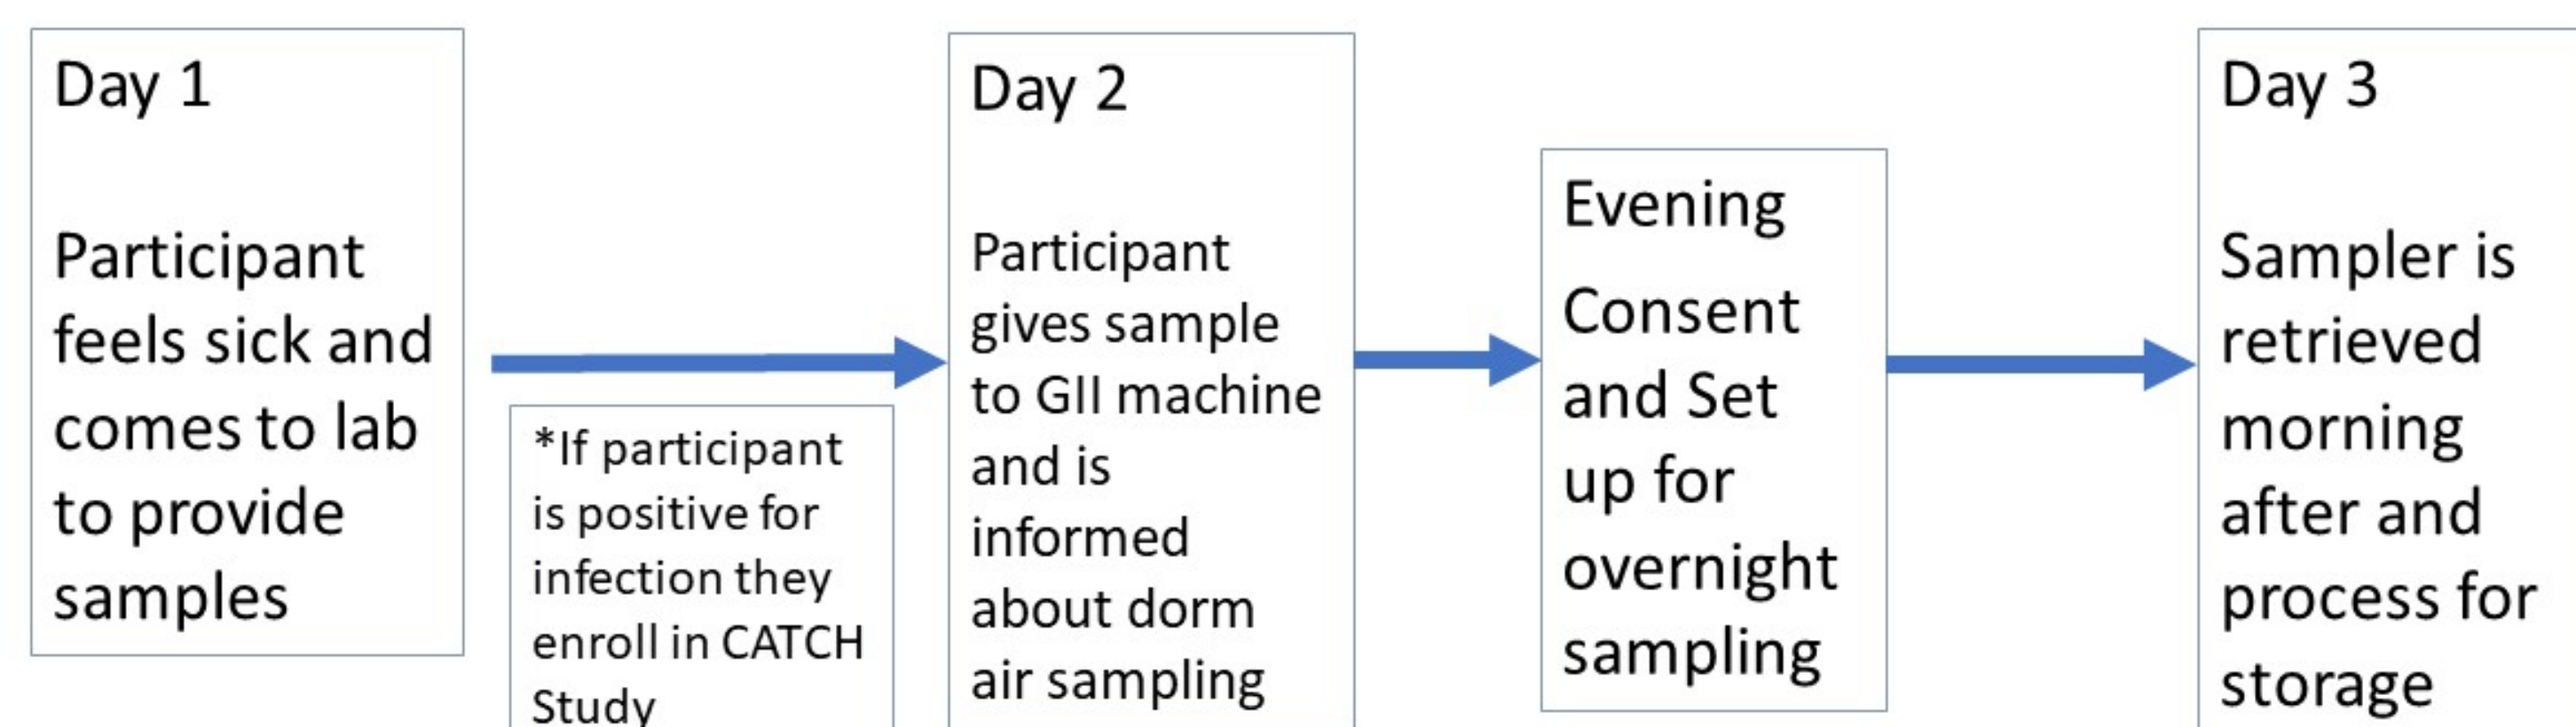 Day 1
Participant
feels sick and
comes to lab
to provide
samples
*If participant
is positive for
infection they
enroll in CATCH
Study
Day 2
Participant
gives sample
to GII machine
and is
informed
about dorm
air sampling
Evening
Consent
and Set
up for
overnight
sampling
Day 3
Sampler is
retrieved
morning
after and
process for
storage